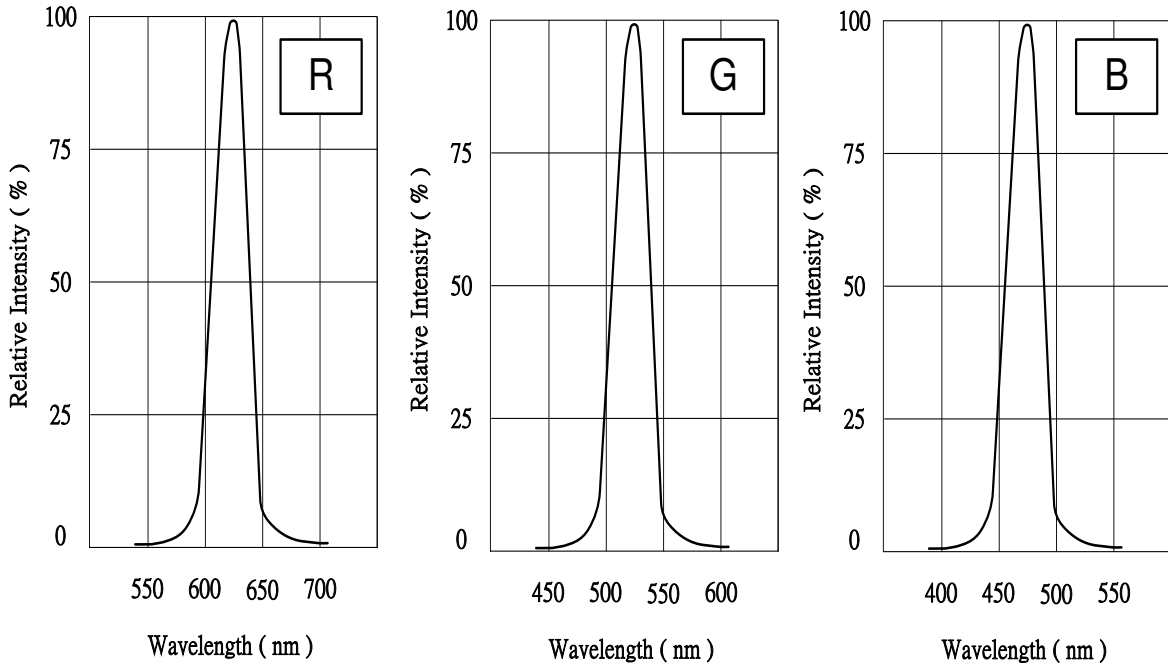 R
100
75
50
25
0
Relative Intensity ( % )
550 600 650 700
Wavelength ( nm )
G
100
75
50
25
0
Relative Intensity ( % )
450 500 550 600
Wavelength ( nm )
B
100
75
50
25
0
Relative Intensity ( % )
400 450 500 550
Wavelength ( nm )